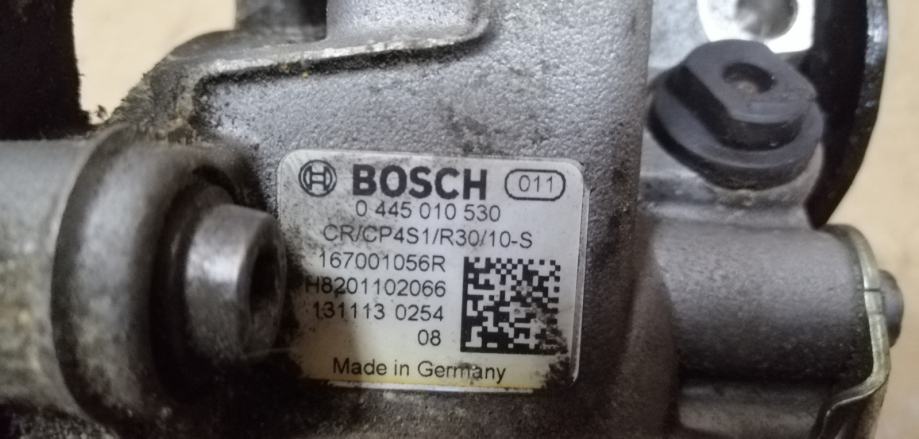 BOSCH 011
0 445 010 530
CR/CP4S1/R30/10-S
167001056R
H8201102066
131113 0254
08
Made in Germany